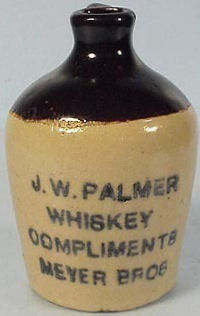 J.W. PALMER
WHISKEY
COMPLIMENTS
MEYER BROS